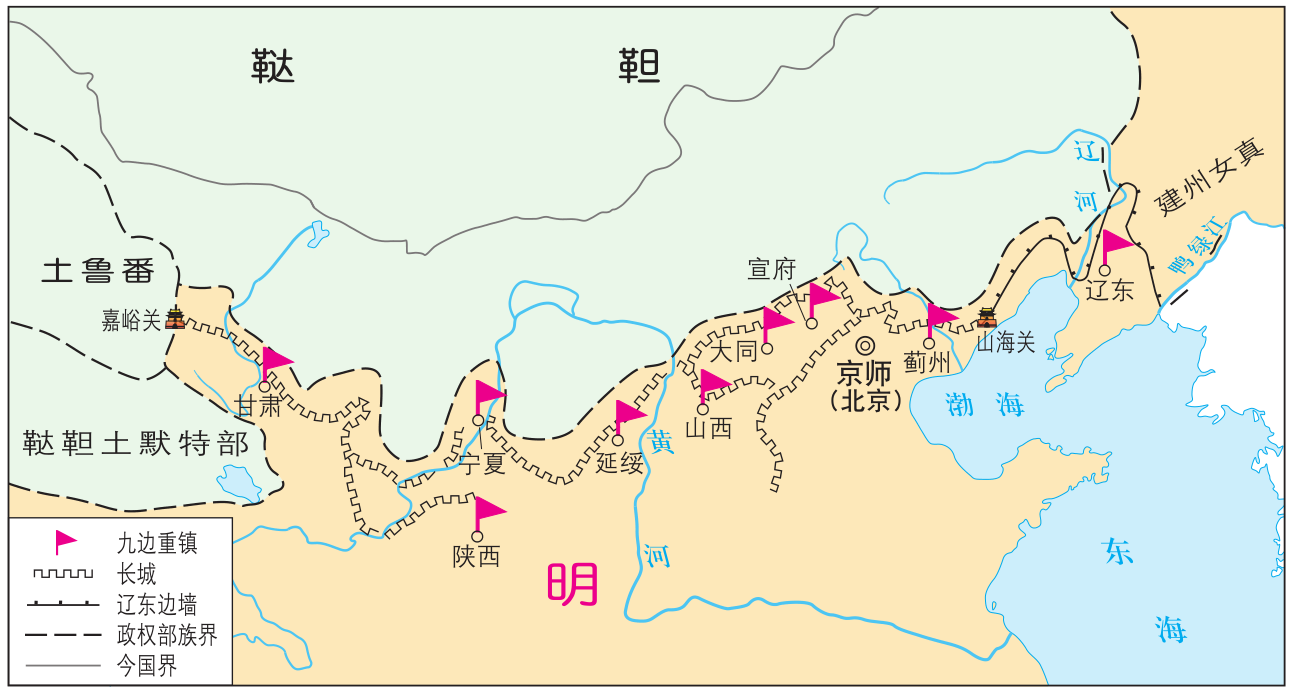 鞑 靼
辽
河
建州女真
鸭绿江
土鲁番
宣府
嘉峪关
辽东
大同
山海关
蓟州
京师
（北京）
甘肃
渤 海
山西
黄
河
鞑靼土默特部
宁夏
延绥
陕西
明
东
海
九边重镇
长城
辽东边墙
政权部族界
今国界